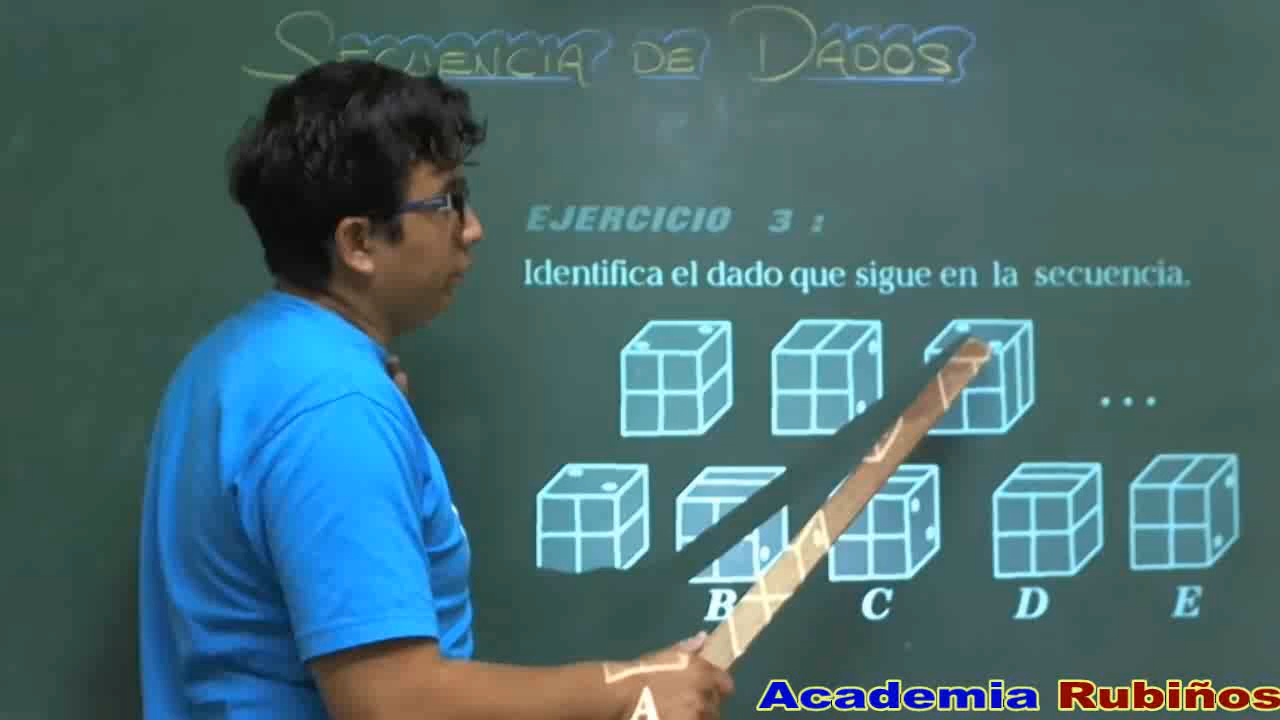 SECUENCIA DE DADOS
EJERCICIO 3 :
Identifica el dado que sigue en la secuencia.
...
A B C D E
Academia Rubiños